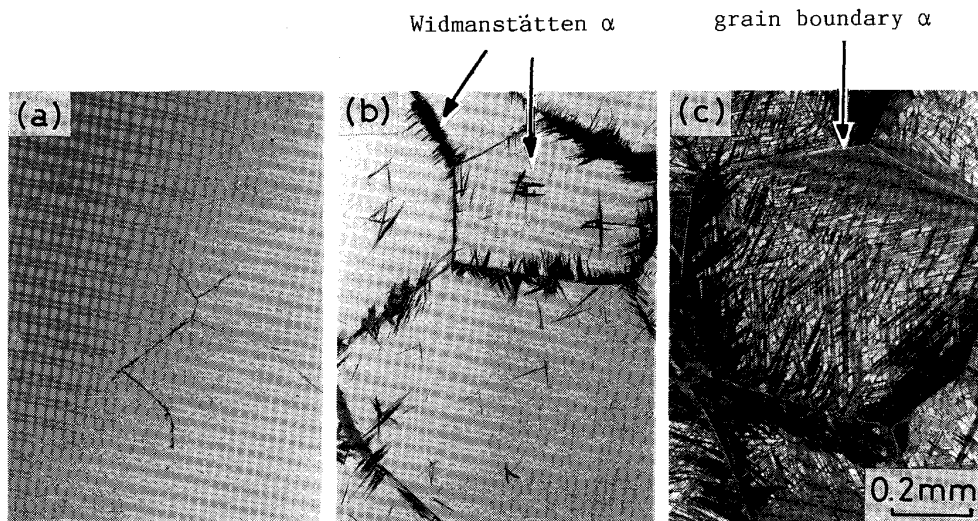 Widmanstätten α
grain boundary α
(a)
(b)
(c)
0.2mm